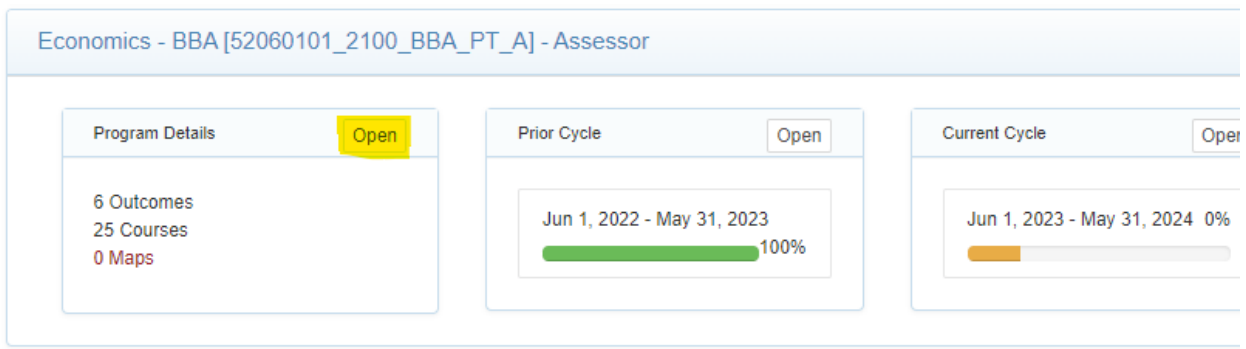 Economics - BBA [52060101_2100_BBA_PT_A] - Assessor
Program Details
Open
6 Outcomes
25 Courses
0 Maps
Prior Cycle
Open
Jun 1, 2022 - May 31, 2023
100%
Current Cycle
Open
Jun 1, 2023 - May 31, 2024 0%